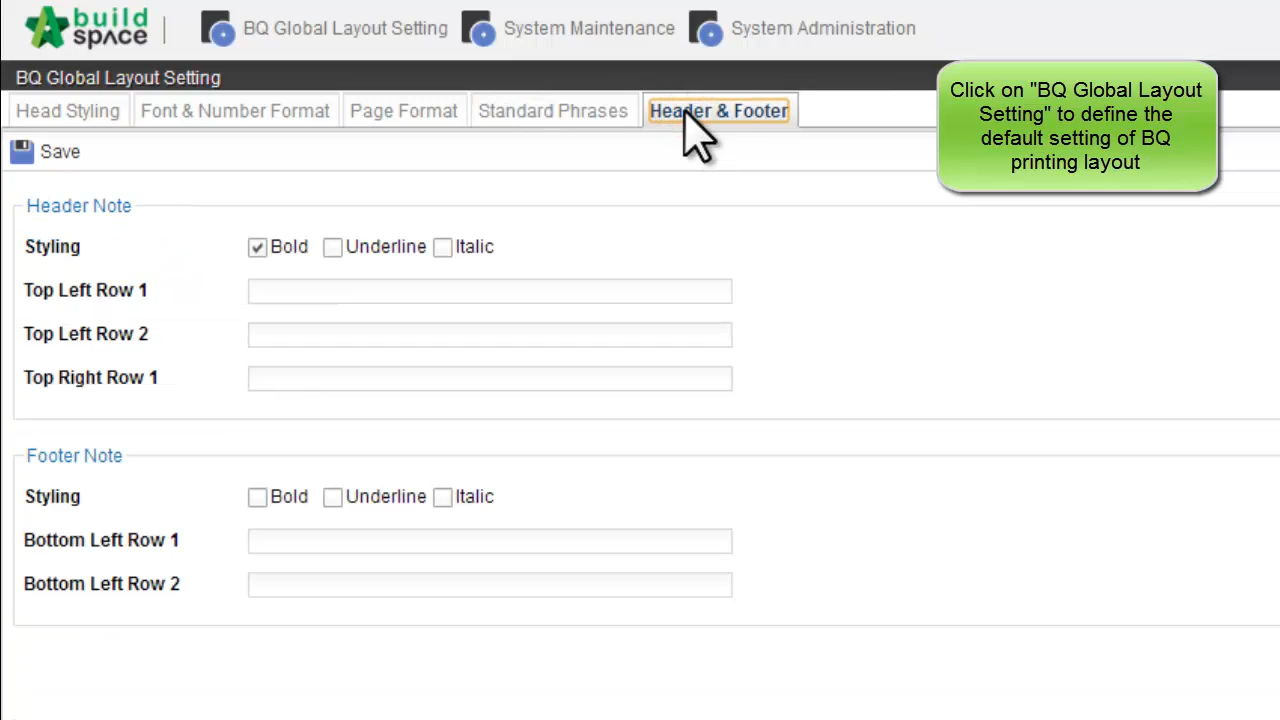 build
space
BQ Global Layout Setting System Maintenance System Administration
BQ Global Layout Setting
Head Styling Font & Number Format Page Format Standard Phrases Header & Footer
Click on "BQ Global Layout
Setting" to define the
default setting of BQ
printing layout
Save
Header Note
Styling Bold Underline Italic
Top Left Row 1
Top Left Row 2
Top Right Row 1
Footer Note
Styling Bold Underline Italic
Bottom Left Row 1
Bottom Left Row 2